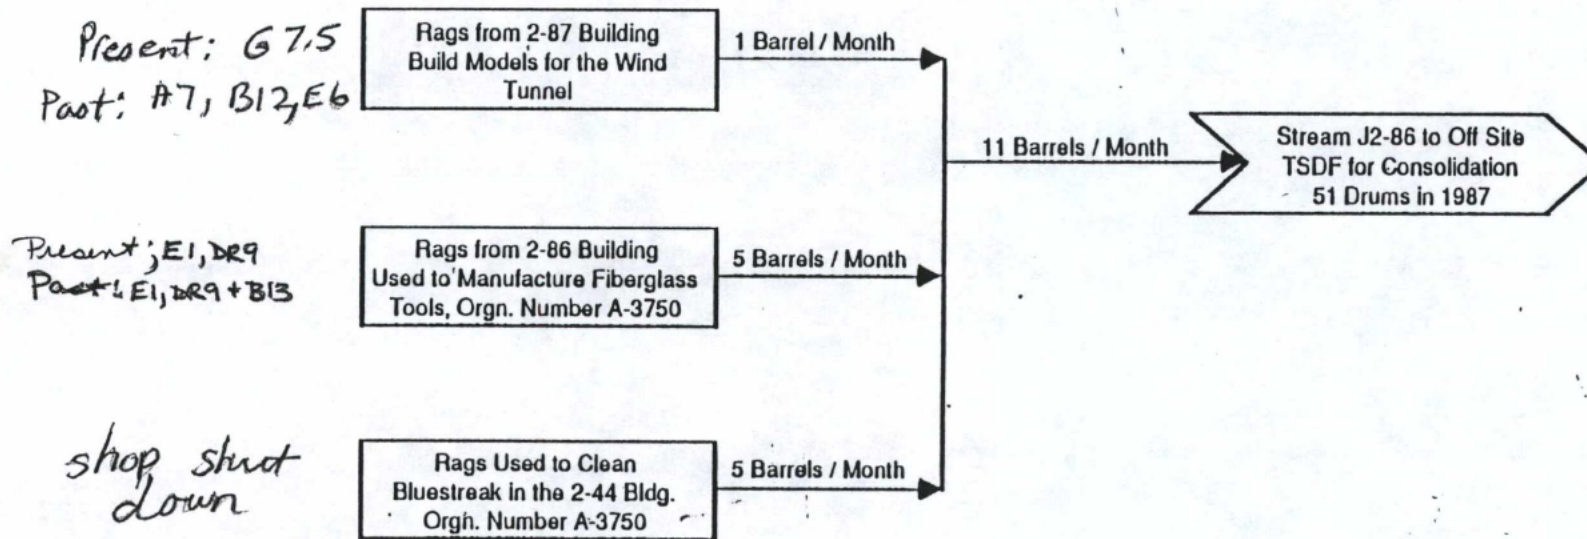 Present: G7.5
Past: A7, B12, E6
Rags from 2-87 Building
Build Models for the Wind
Tunnel
1 Barrel / Month
11 Barrels / Month
Stream J2-86 to Off Site
TSDF for Consolidation
51 Drums in 1987
Present; E1, DR9
Past: E1, DR9 + B13
Rags from 2-86 Building
Used to Manufacture Fiberglass
Tools, Orgn. Number A-3750
5 Barrels / Month
shop shut
down
Rags Used to Clean
Bluestreak in the 2-44 Bldg.
Orgn. Number A-3750
5 Barrels / Month